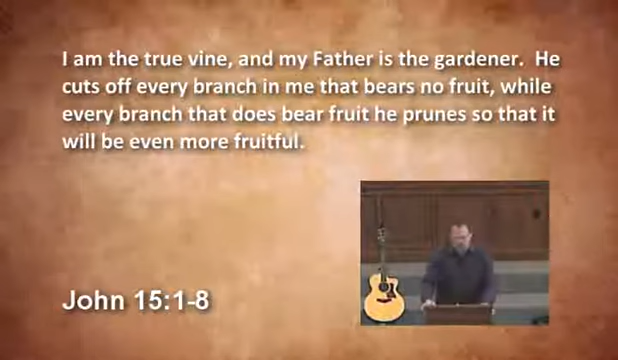 I am the true vine, and my Father is the gardener.  He
cuts off every branch in me that bears no fruit, while
every branch that does bear fruit he prunes so that it
will be even more fruitful.
John 15:1-8